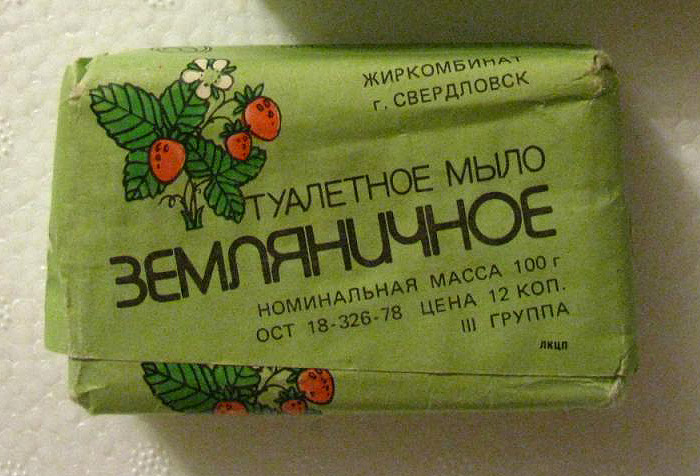 ЖИРКОМБИНАТ
г. СВЕРДЛОВСК
ТУАЛЕТНОЕ МЫЛО
ЗЕМЛЯНИЧНОЕ
НОМИНАЛЬНАЯ МАССА 100 г
ОСТ 18-326-78 ЦЕНА 12 КОП.
III ГРУППА
ЛКЦП